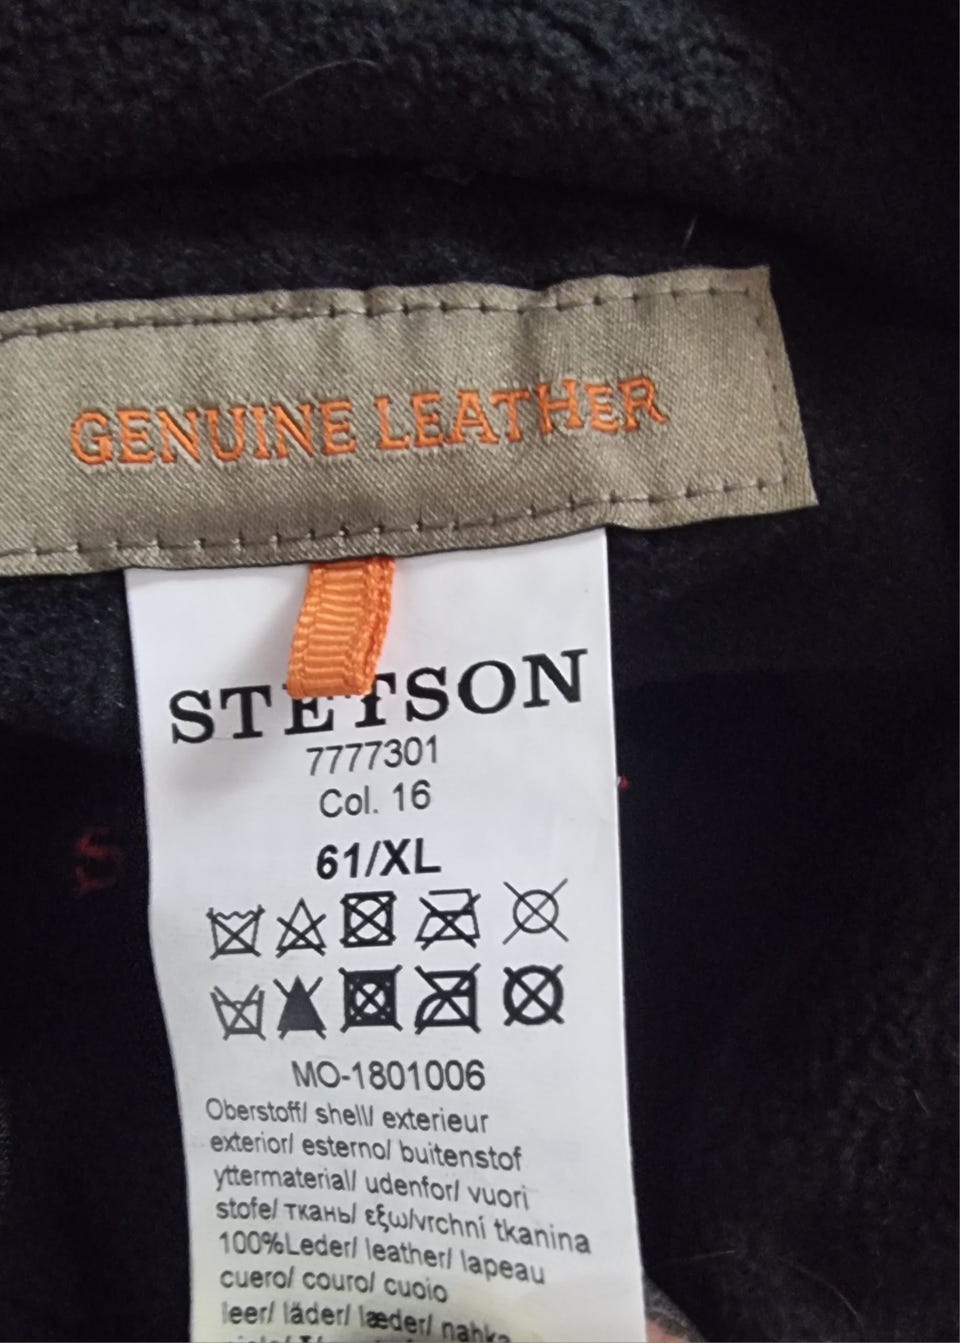 GENUINE LEATHER
STETSON
7777301
Col. 16
61/XL
MO-1801006
Oberstoff/ shell/ exterieur
exterior/ esterno/ buitenstof
yttermaterial/ udenfor/ vuori
stofe/ ткань/ εξω/vrchní tkanina
100%Leder/ leather/ lapeau
cuero/ couro/ cuoio
leer/ läder/ læder/ nahka